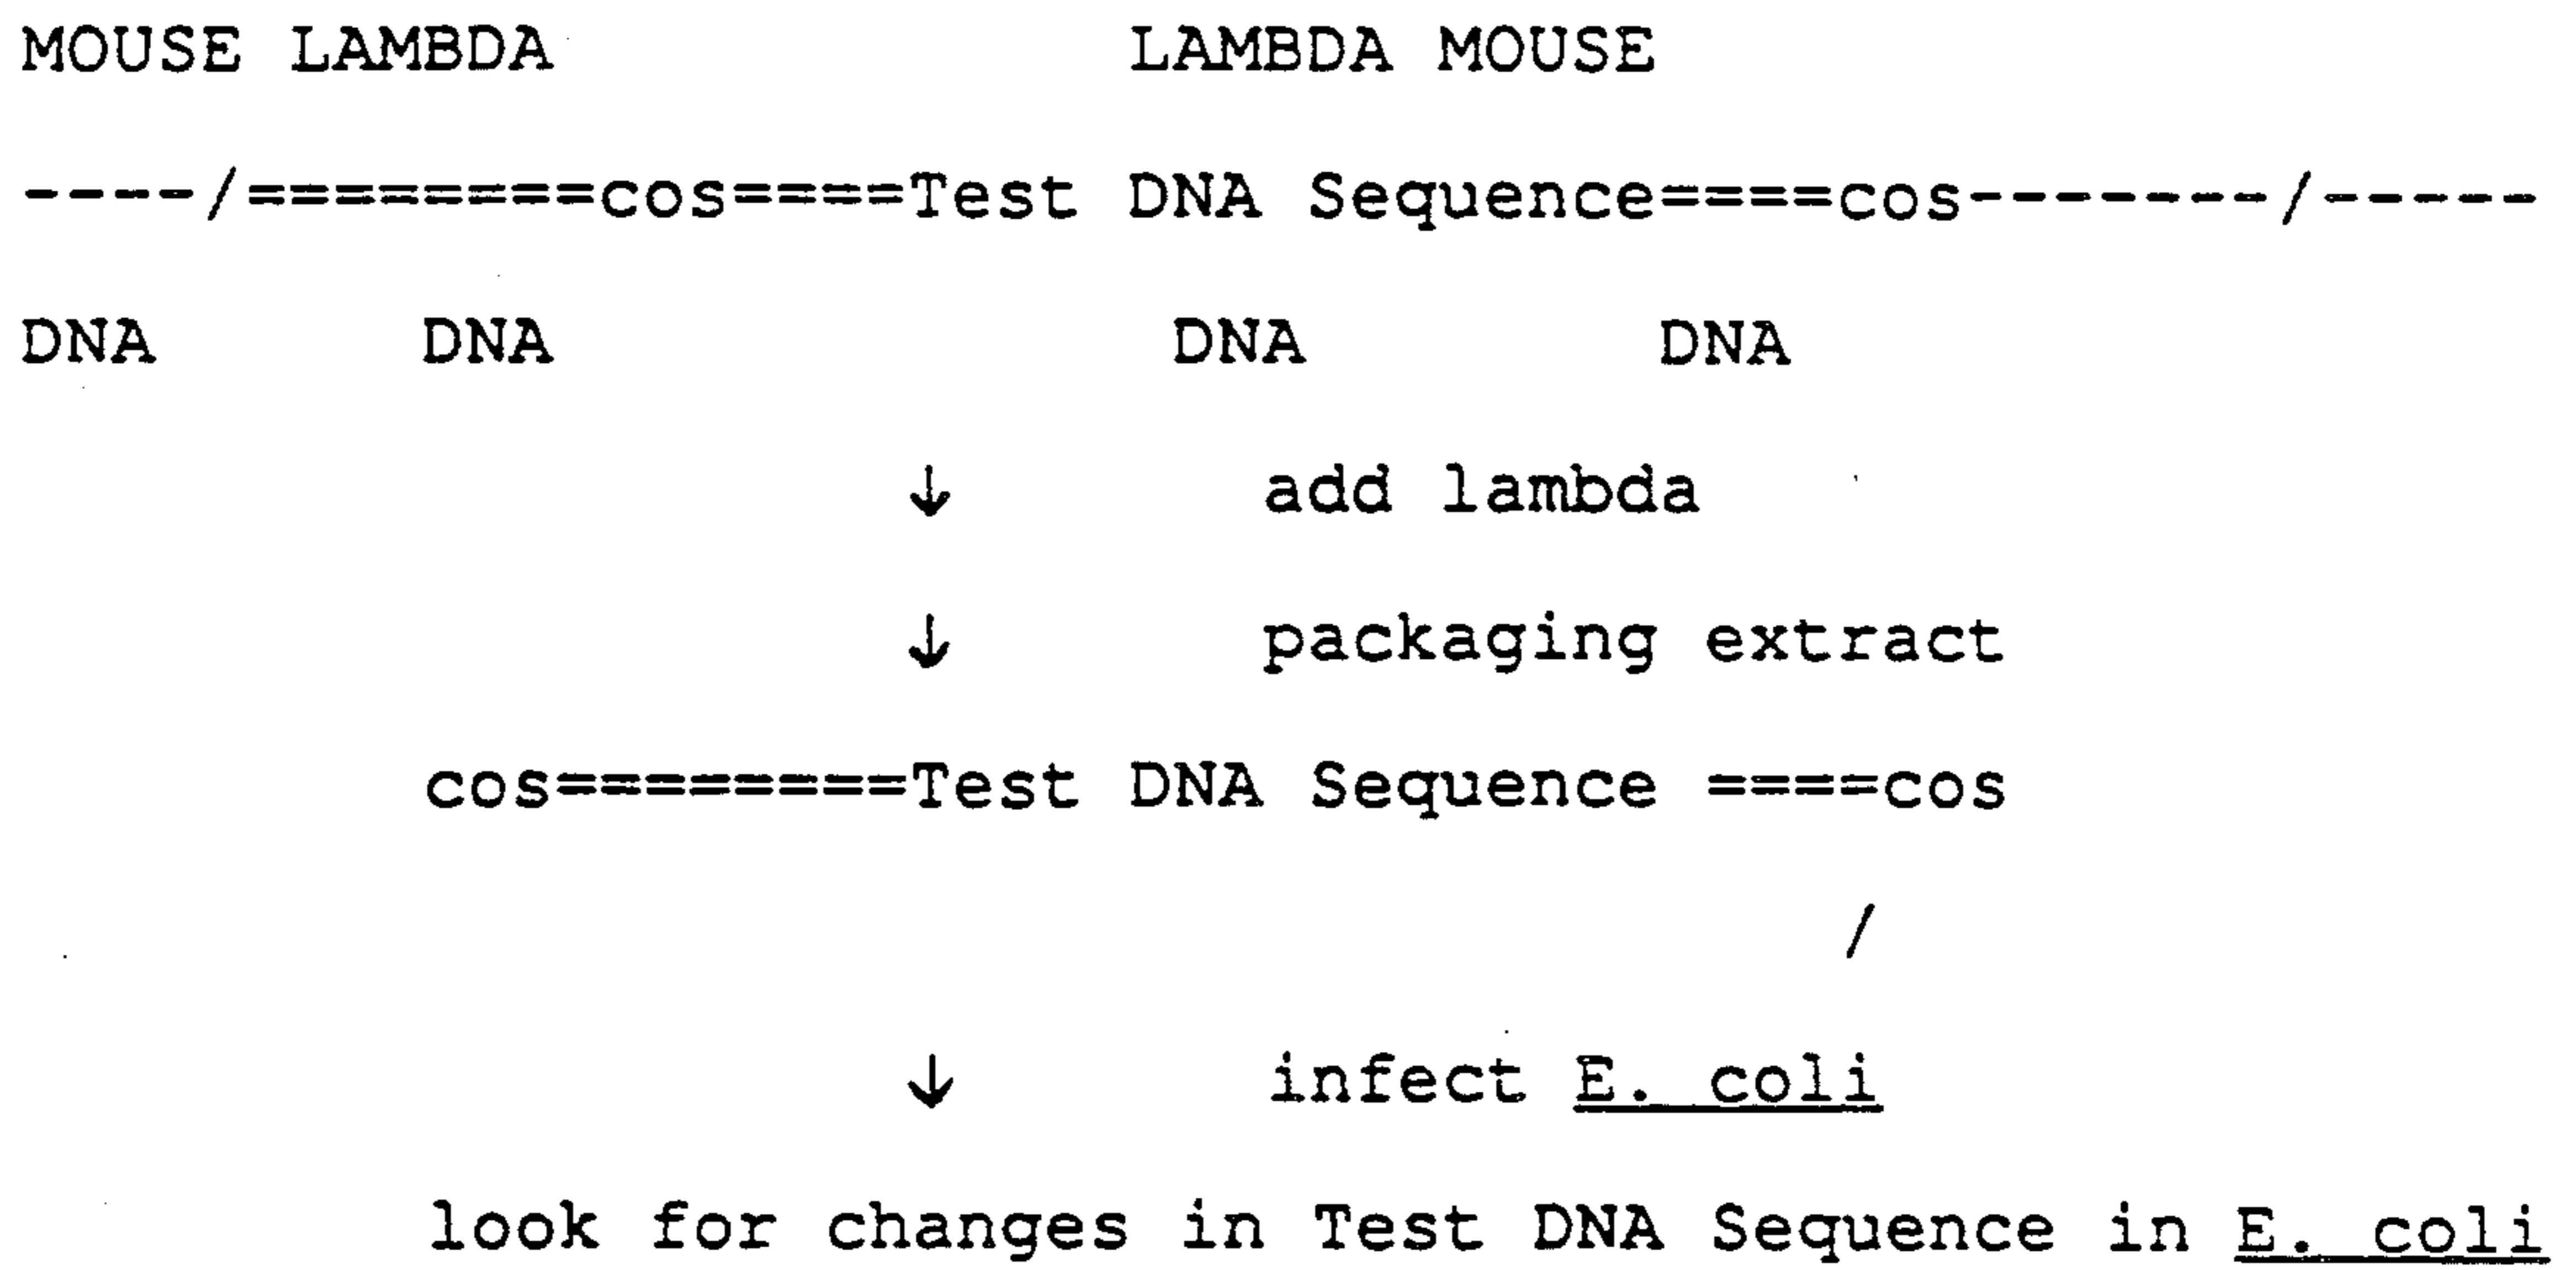 MOUSE LAMBDA LAMBDA MOUSE
----/========cos====Test DNA Sequence====cos-------/-----
DNA DNA DNA DNA
↓ add lambda
↓ packaging extract
cos========Test DNA Sequence ====cos
/
↓ infect E. coli
look for changes in Test DNA Sequence in E. coli